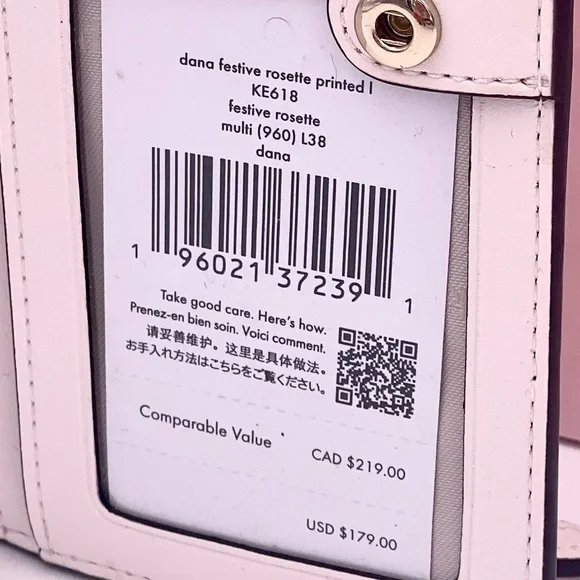 dana festive rosette printed l
KE618
festive rosette
multi (960) L38
dana
1 96021 37239 1
Take good care. Here's how.
Prenez-en bien soin. Voici comment.
请妥善维护。这里是具体做法。
お手入れ方法はこちらをご覧ください。
Comparable Value
CAD $219.00
USD $179.00